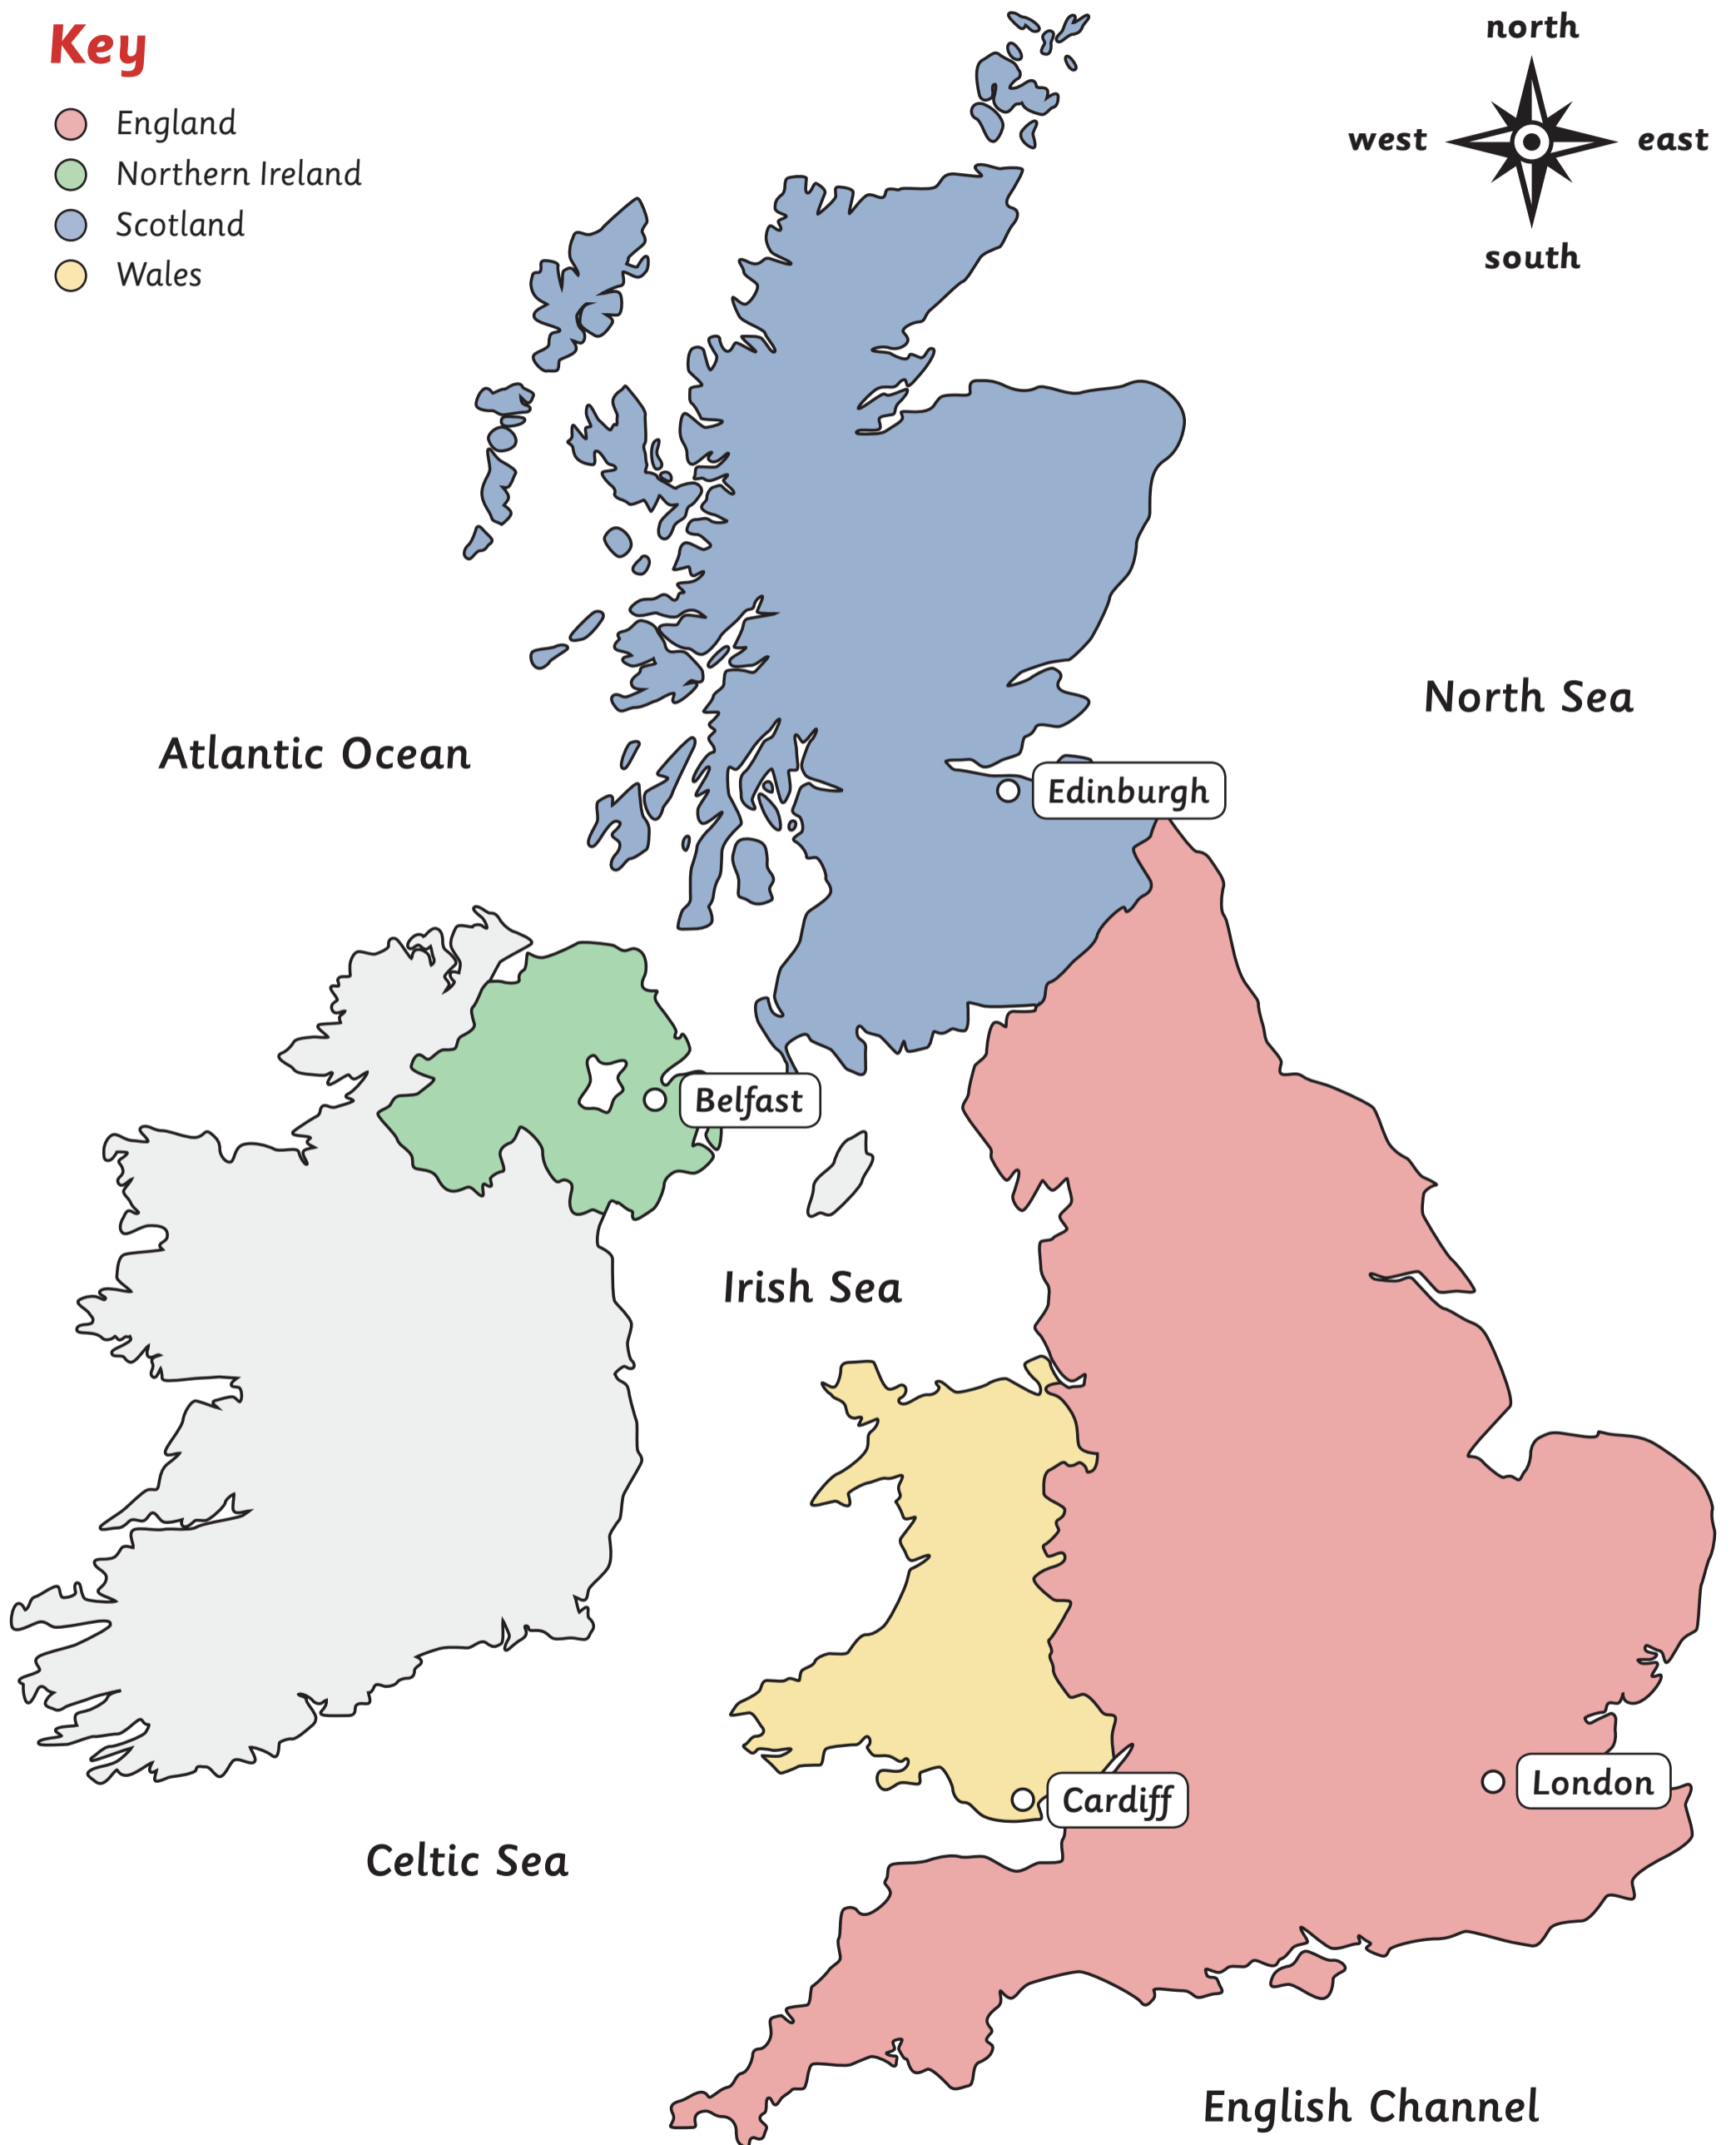 Key
England
Northern Ireland
Scotland
Wales
north
west
east
south
North Sea
Atlantic Ocean
Edinburgh
Belfast
Irish Sea
London
Cardiff
Celtic Sea
English Channel